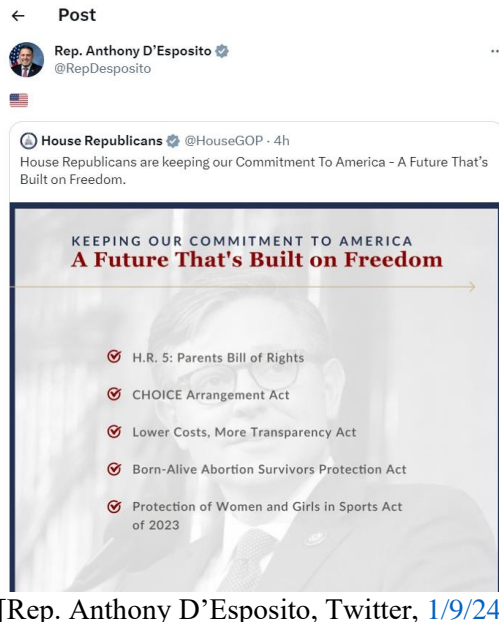 Post
Rep. Anthony D’Esposito
@RepDesposito
House Republicans @HouseGOP · 4h
House Republicans are keeping our Commitment To America - A Future That’s
Built on Freedom.
KEEPING OUR COMMITMENT TO AMERICA
A Future That's Built on Freedom
H.R. 5: Parents Bill of Rights
CHOICE Arrangement Act
Lower Costs, More Transparency Act
Born-Alive Abortion Survivors Protection Act
Protection of Women and Girls in Sports Act
of 2023
[Rep. Anthony D’Esposito, Twitter, 1/9/24